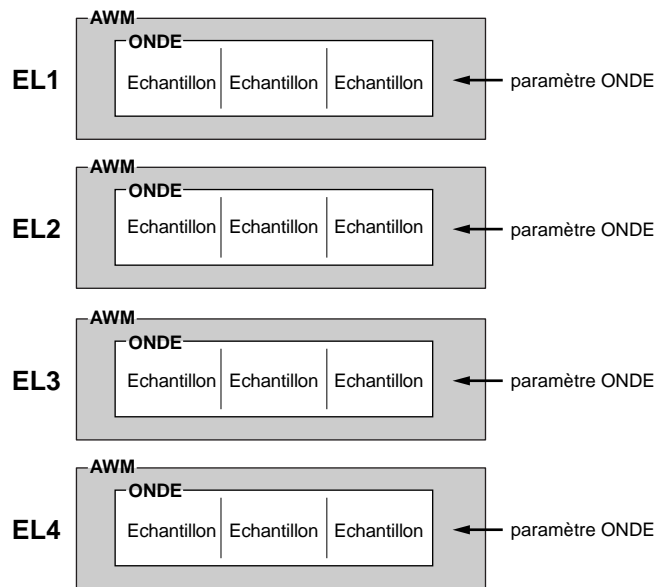 AWM
ONDE
EL1 Echantillon Echantillon Echantillon paramètre ONDE
AWM
ONDE
EL2 Echantillon Echantillon Echantillon paramètre ONDE
AWM
ONDE
EL3 Echantillon Echantillon Echantillon paramètre ONDE
AWM
ONDE
EL4 Echantillon Echantillon Echantillon paramètre ONDE